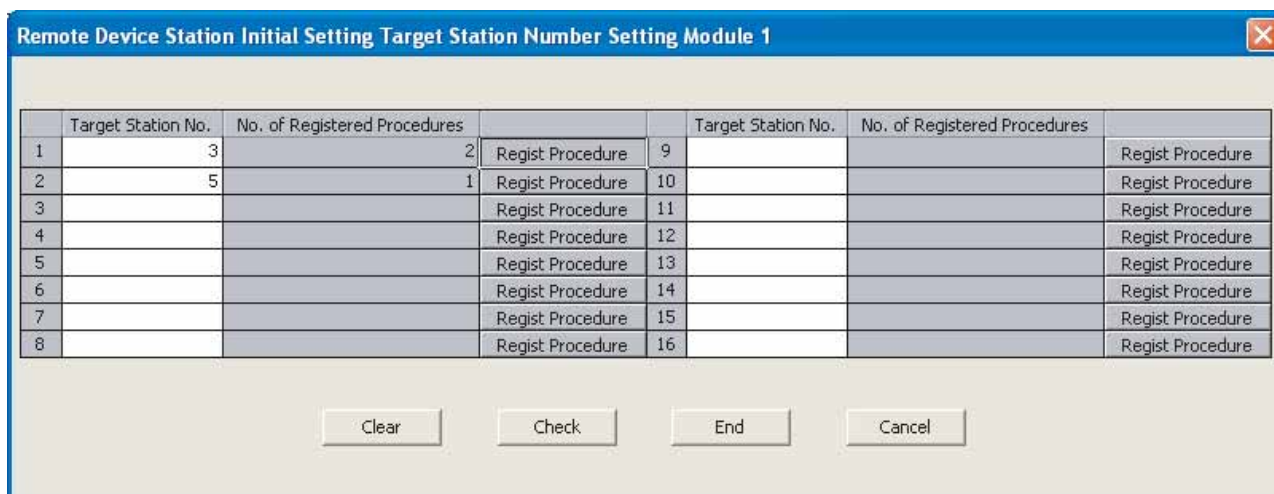 Remote Device Station Initial Setting Target Station Number Setting Module 1
Target Station No. No. of Registered Procedures Target Station No. No. of Registered Procedures
1 3 2 Regist Procedure 9 Regist Procedure
2 5 1 Regist Procedure 10 Regist Procedure
3 Regist Procedure 11 Regist Procedure
4 Regist Procedure 12 Regist Procedure
5 Regist Procedure 13 Regist Procedure
6 Regist Procedure 14 Regist Procedure
7 Regist Procedure 15 Regist Procedure
8 Regist Procedure 16 Regist Procedure
Clear Check End Cancel